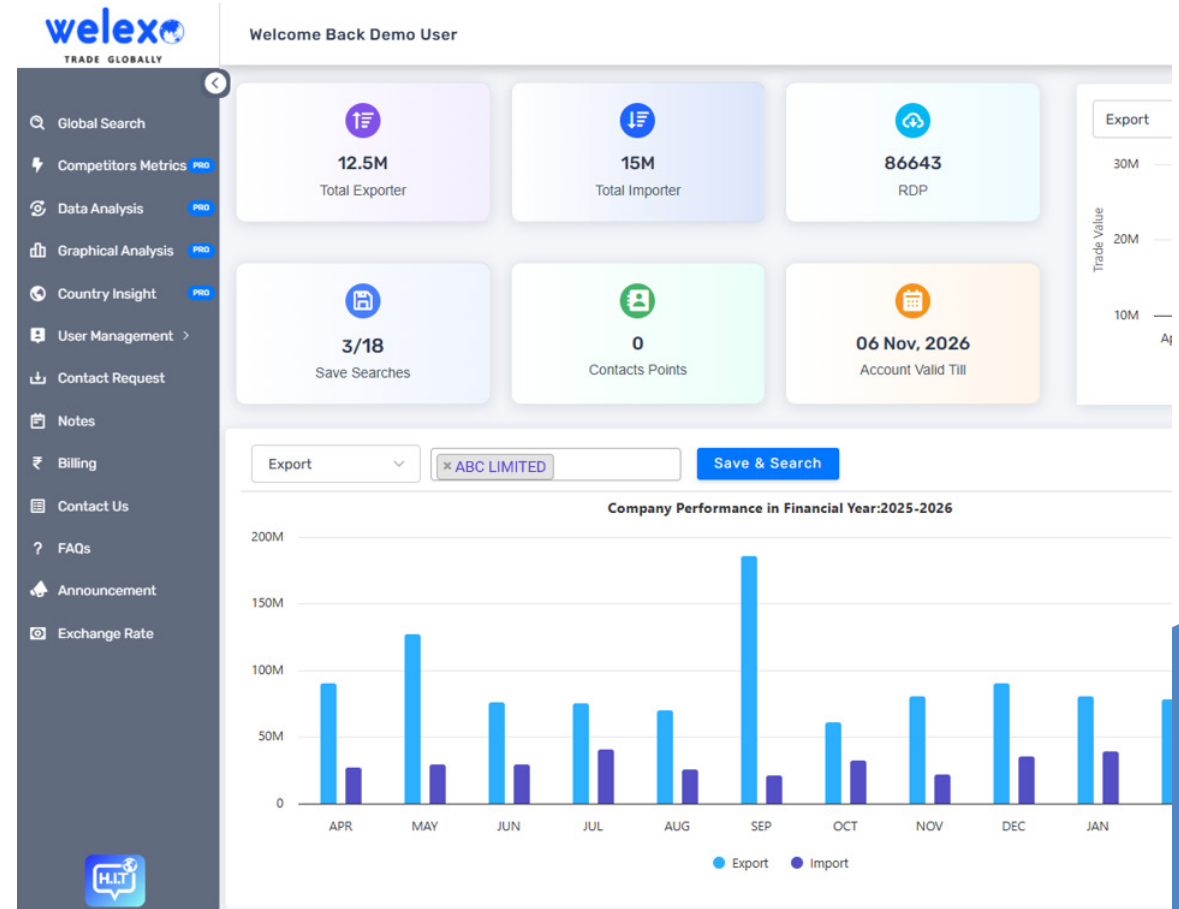 welexo
TRADE GLOBALLY
Welcome Back Demo User
Global Search
Competitors Metrics PRO
Data Analysis PRO
Graphical Analysis PRO
Country Insight PRO
User Management >
Contact Request
Notes
₹ Billing
Contact Us
? FAQs
Announcement
Exchange Rate
H.I.T
12.5M
Total Exporter
15M
Total Importer
86643
RDP
3/18
Save Searches
0
Contacts Points
06 Nov, 2026
Account Valid Till
Export
Trade Value
30M
20M
10M
Export
× ABC LIMITED
Save & Search
Company Performance in Financial Year:2025-2026
200M
150M
100M
50M
0
APR MAY JUN JUL AUG SEP OCT NOV DEC JAN
Export Import